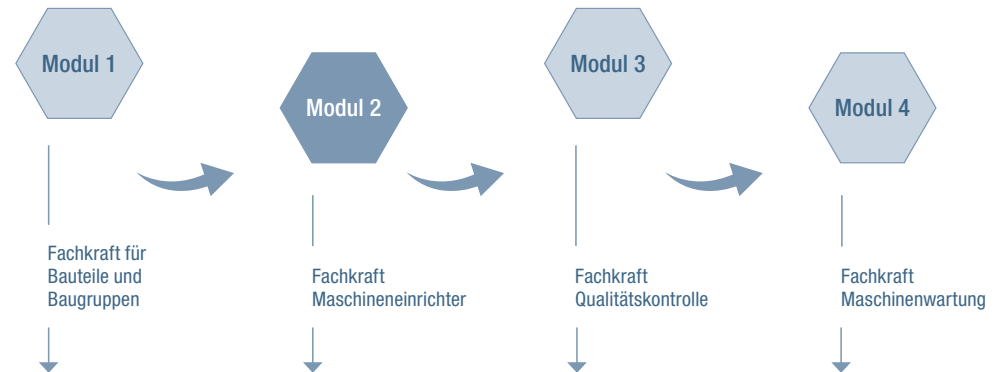 Modul 1
Modul 2
Modul 3
Modul 4
Fachkraft für
Bauteile und
Baugruppen
Fachkraft
Maschineneinrichter
Fachkraft
Qualitätskontrolle
Fachkraft
Maschinenwartung